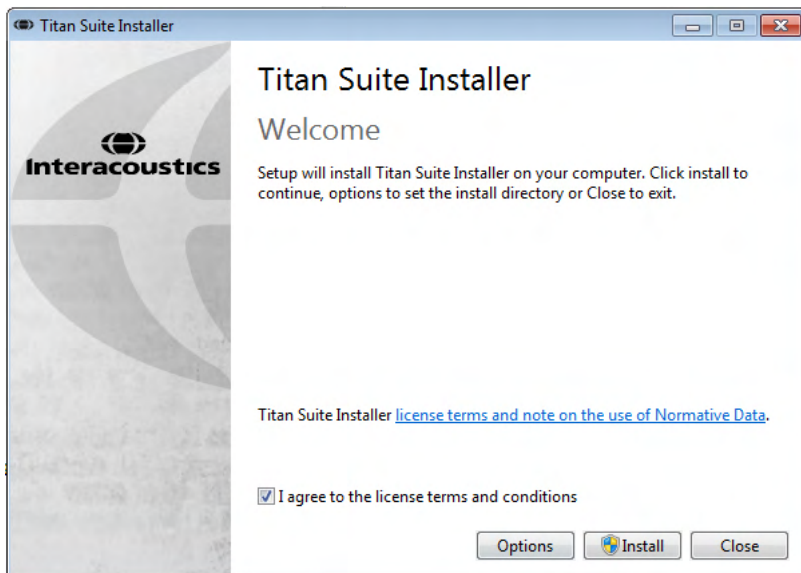 Titan Suite Installer
Titan Suite Installer
Welcome
Interacoustics
Setup will install Titan Suite Installer on your computer. Click install to
continue, options to set the install directory or Close to exit.
Titan Suite Installer license terms and note on the use of Normative Data.
I agree to the license terms and conditions
Options Install Close